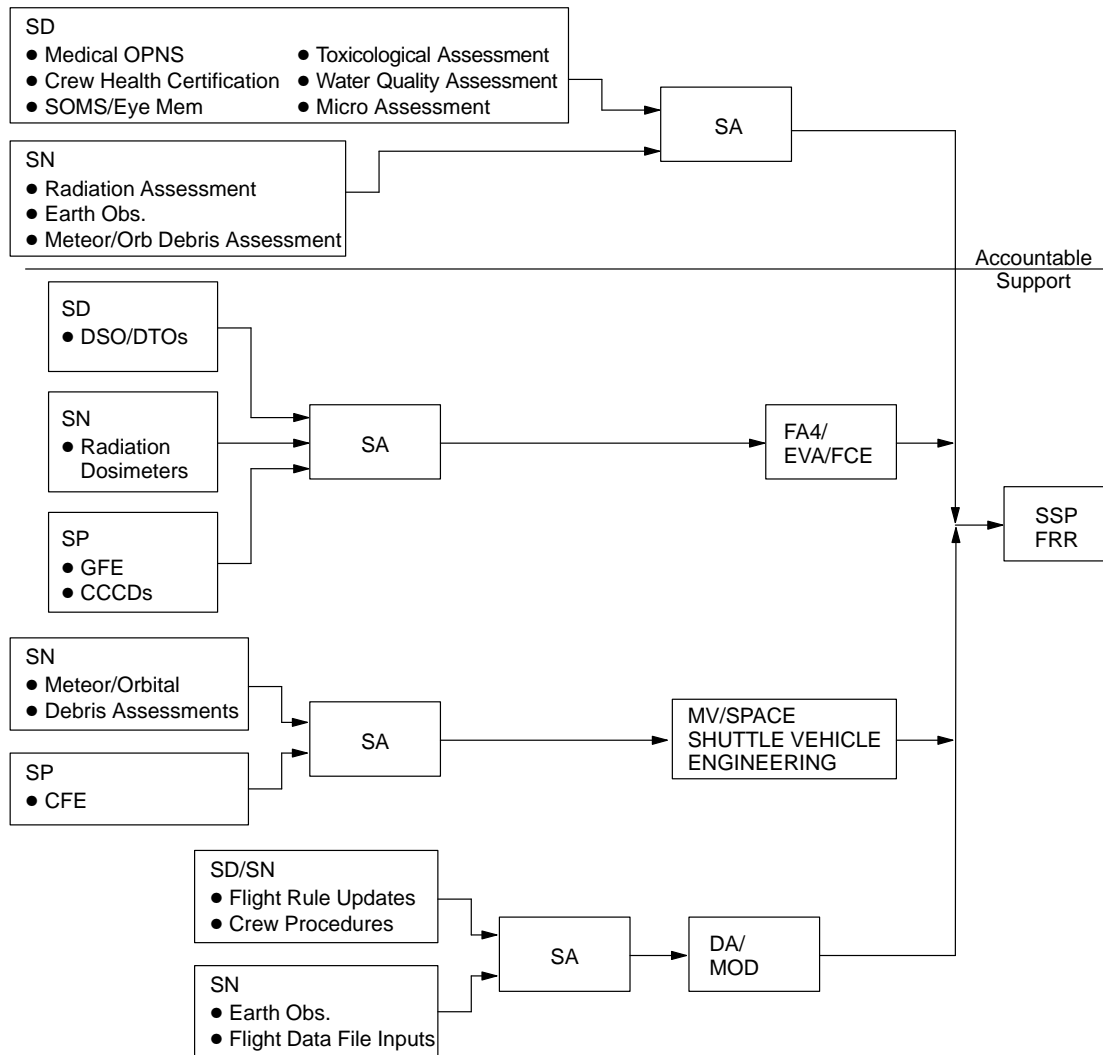 SD
● Medical OPNS
● Crew Health Certification
● SOMS/Eye Mem
● Toxicological Assessment
● Water Quality Assessment
● Micro Assessment
SA
SN
● Radiation Assessment
● Earth Obs.
● Meteor/Orb Debris Assessment
Accountable
Support
SD
● DSO/DTOs
SN
● Radiation
Dosimeters
SP
● GFE
● CCCDs
SA
FA4/
EVA/FCE
SSP
FRR
SN
● Meteor/Orbital
● Debris Assessments
SP
● CFE
SA
MV/SPACE
SHUTTLE VEHICLE
ENGINEERING
SD/SN
● Flight Rule Updates
● Crew Procedures
SN
● Earth Obs.
● Flight Data File Inputs
SA
DA/
MOD